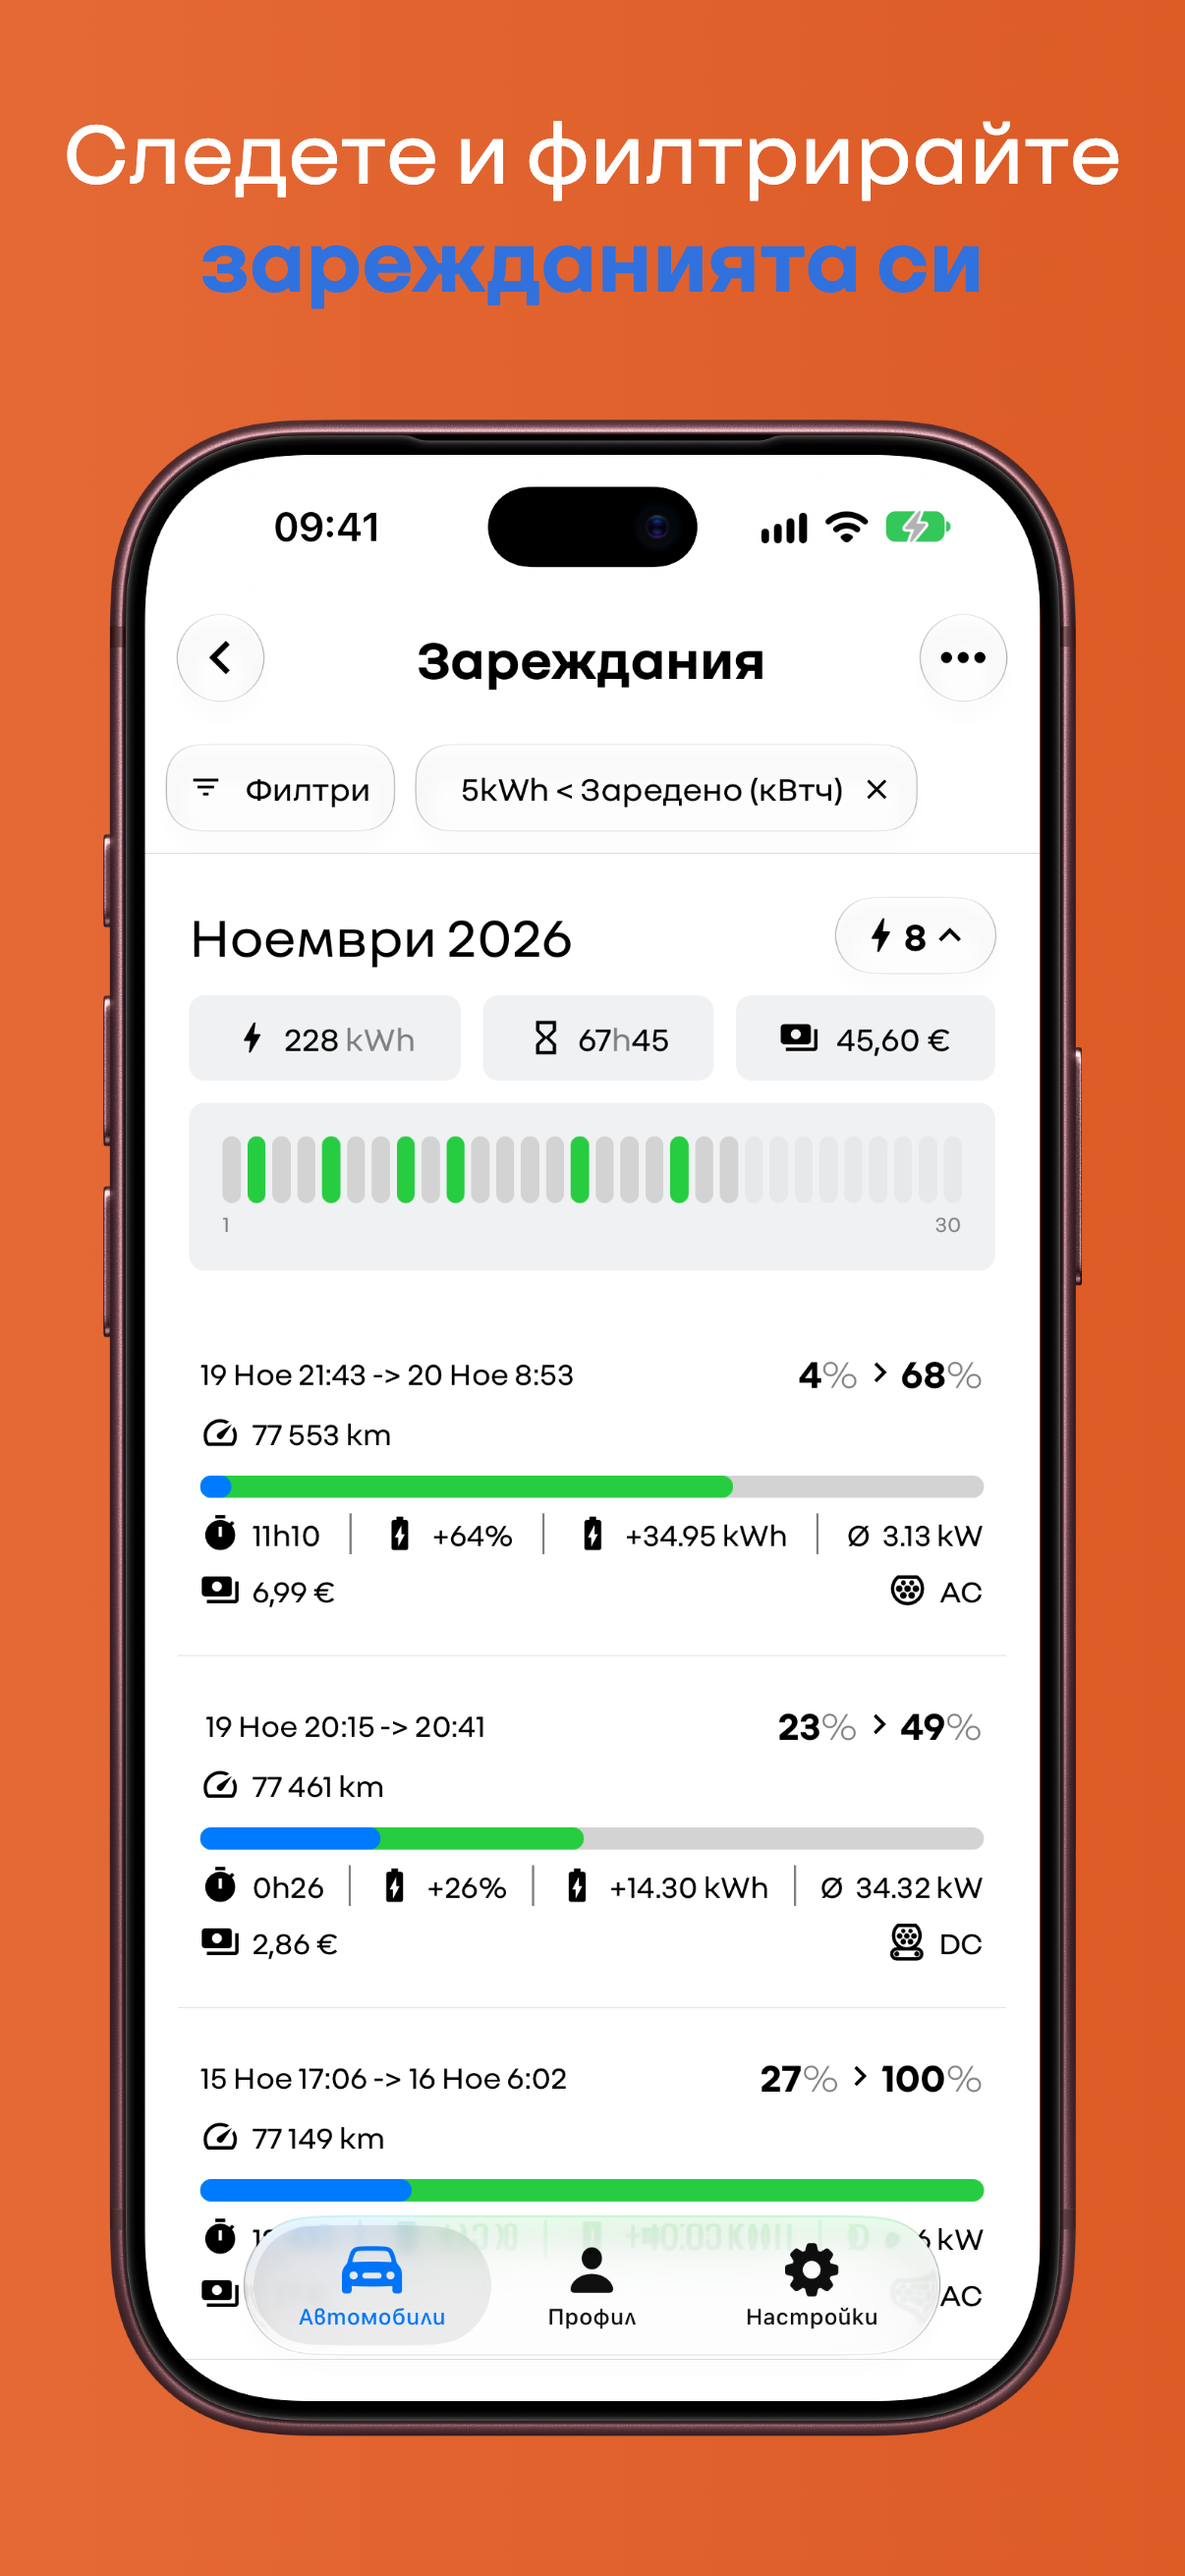 Следете и филтрирайте
зарежданията си
09:41
Зареждания
Филтри
5kWh < Заредено (кВтч) ×
Ноември 2026
8
228 kWh
67h45
45,60 €
1
30
19 Ное 21:43 -> 20 Ное 8:53
4% > 68%
77 553 km
11h10 | +64% | +34.95 kWh | Ø 3.13 kW
6,99 €
AC
19 Ное 20:15 -> 20:41
23% > 49%
77 461 km
0h26 | +26% | +14.30 kWh | Ø 34.32 kW
2,86 €
DC
15 Ное 17:06 -> 16 Ное 6:02
27% > 100%
77 149 km
kW
AC
Автомобили
Профил
Настройки